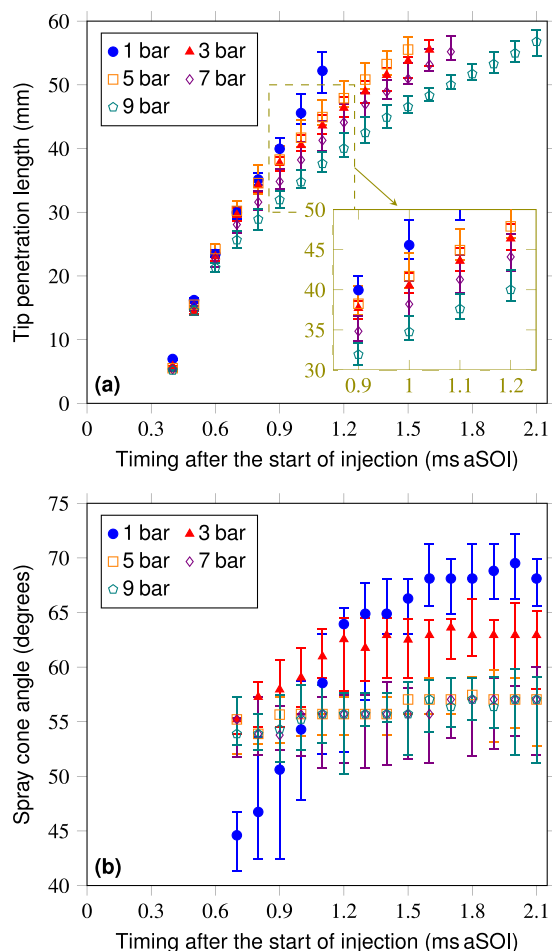 60
50
40
30
20
10
0
Tip penetration length (mm)
1 bar 3 bar
5 bar 7 bar
9 bar
50
45
40
35
30
0.9 1 1.1 1.2
(a)
0 0.3 0.6 0.9 1.2 1.5 1.8 2.1
Timing after the start of injection (ms aSOI)
75
70
65
60
55
50
45
40
Spray cone angle (degrees)
1 bar 3 bar
5 bar 7 bar
9 bar
(b)
0 0.3 0.6 0.9 1.2 1.5 1.8 2.1
Timing after the start of injection (ms aSOI)